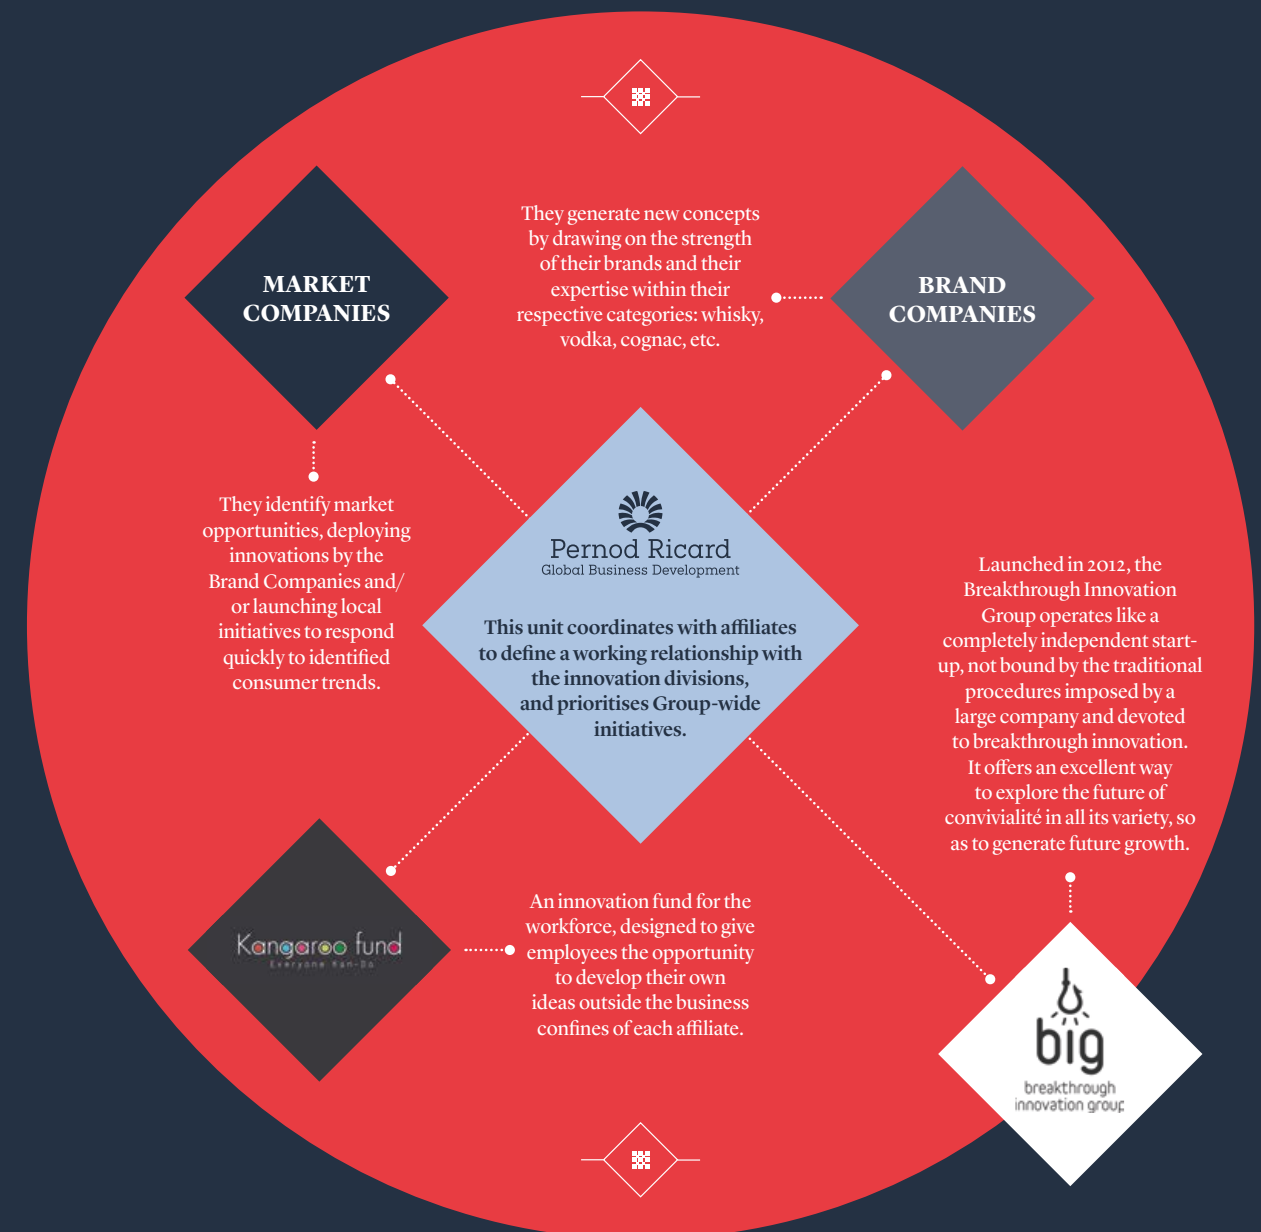 MARKET
COMPANIES
They identify market
opportunities, deploying
innovations by the
Brand Companies and/
or launching local
initiatives to respond
quickly to identified
consumer trends.
They generate new concepts
by drawing on the strength
of their brands and their
expertise within their
respective categories: whisky,
vodka, cognac, etc.
BRAND
COMPANIES
Pernod Ricard
Global Business Development
This unit coordinates with affiliates
to define a working relationship with
the innovation divisions,
and prioritises Group-wide
initiatives.
Launched in 2012, the
Breakthrough Innovation
Group operates like a
completely independent start-
up, not bound by the traditional
procedures imposed by a
large company and devoted
to breakthrough innovation.
It offers an excellent way
to explore the future of
convivialité in all its variety, so
as to generate future growth.
Kangaroo fund
Everyone Kan-Do
An innovation fund for the
workforce, designed to give
employees the opportunity
to develop their own
ideas outside the business
confines of each affiliate.
big
breakthrough
innovation group